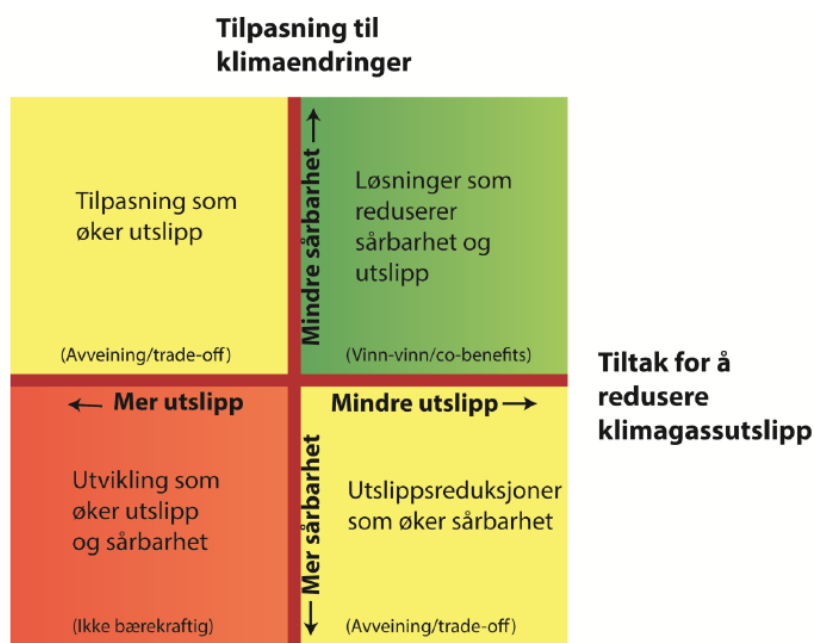 Tilpasning til
klimaendringer
Tilpasning som
øker utslipp
(Avveining/trade-off)
Mindre sårbarhet
Løsninger som
reduserer
sårbarhet og
utslipp
(Vinn-vinn/co-benefits)
Tiltak for å
redusere
klimagassutslipp
Mer utslipp
Mindre utslipp
Utvikling som
øker utslipp
og sårbarhet
(Ikke bærekraftig)
Mer sårbarhet
Utslippsreduksjoner
som øker sårbarhet
(Avveining/trade-off)